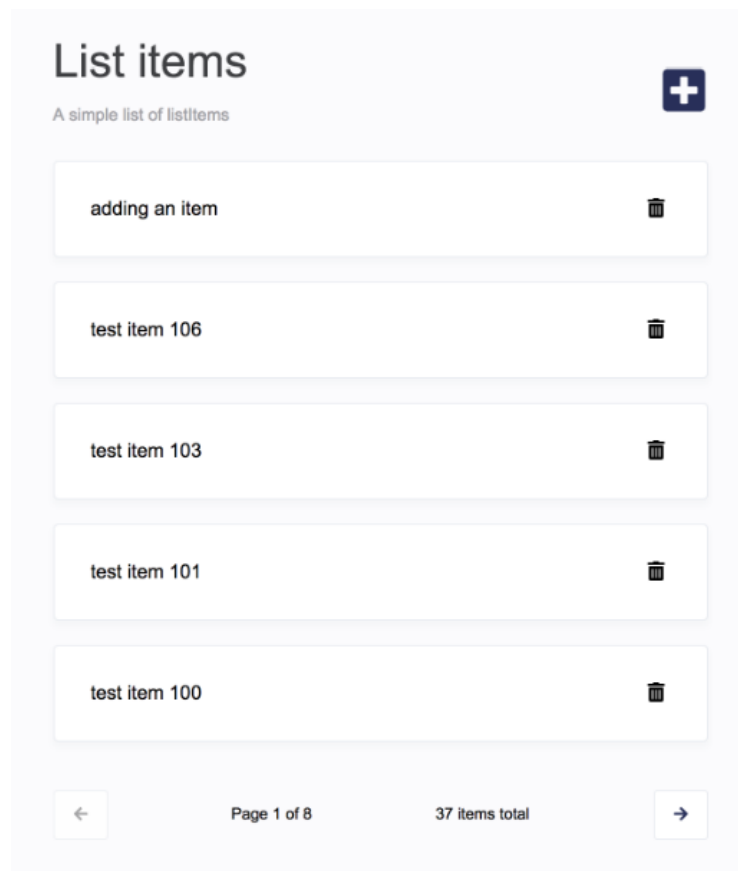 List items
A simple list of listItems
adding an item
test item 106
test item 103
test item 101
test item 100
Page 1 of 8 37 items total